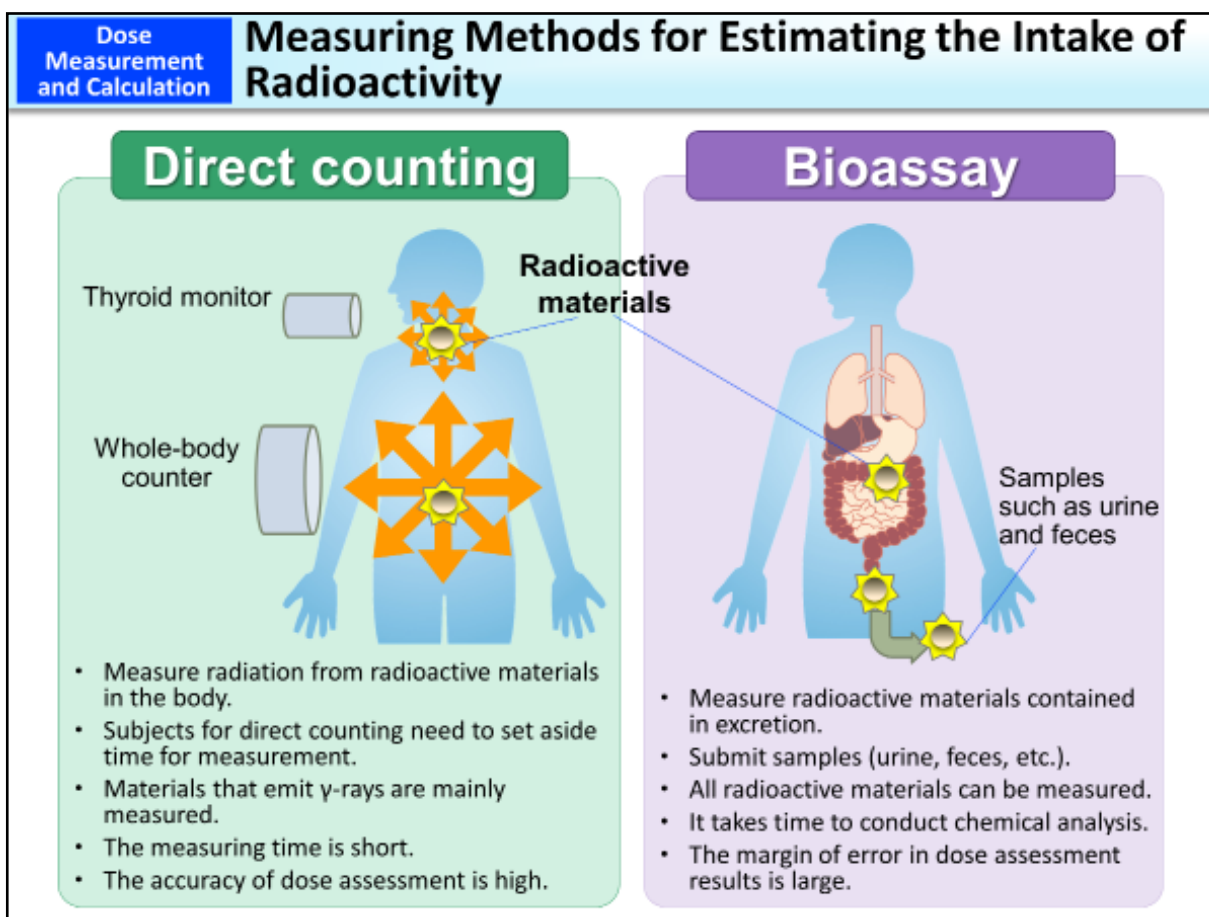 Dose
Measurement
and Calculation
Measuring Methods for Estimating the Intake of
Radioactivity
Direct counting
Bioassay
Radioactive
materials
Thyroid monitor
Whole-body
counter
Samples
such as urine
and feces
• Measure radiation from radioactive materials
in the body.
• Subjects for direct counting need to set aside
time for measurement.
• Materials that emit γ-rays are mainly
measured.
• The measuring time is short.
• The accuracy of dose assessment is high.
• Measure radioactive materials contained
in excretion.
• Submit samples (urine, feces, etc.).
• All radioactive materials can be measured.
• It takes time to conduct chemical analysis.
• The margin of error in dose assessment
results is large.